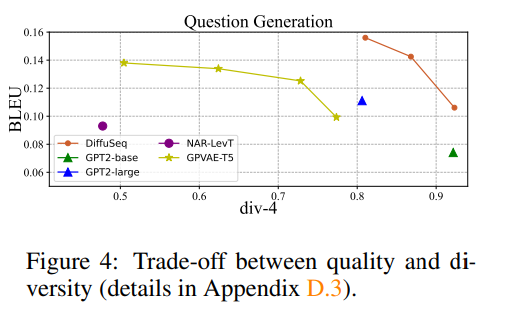 Question Generation
0.16
0.14
0.12
0.10
0.08
0.06
BLEU
DiffuSeq
GPT2-base
GPT2-large
NAR-LevT
GPVAE-T5
0.5 0.6 0.7 0.8 0.9
div-4
Figure 4: Trade-off between quality and di-
versity (details in Appendix D.3).